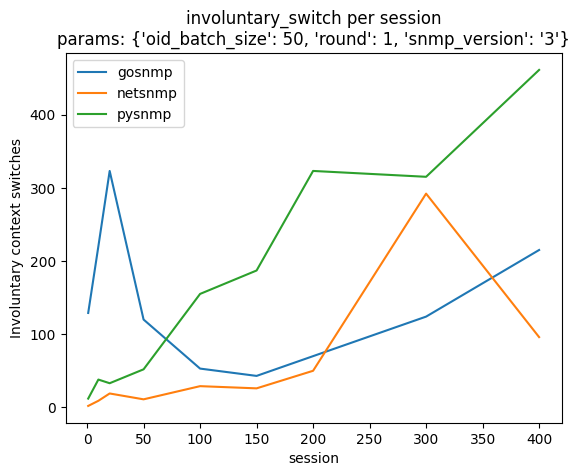 involuntary_switch per session
params: {'oid_batch_size': 50, 'round': 1, 'snmp_version': '3'}
gosnmp
netsnmp
pysnmp
Involuntary context switches
400
300
200
100
0
0 50 100 150 200 250 300 350 400
session